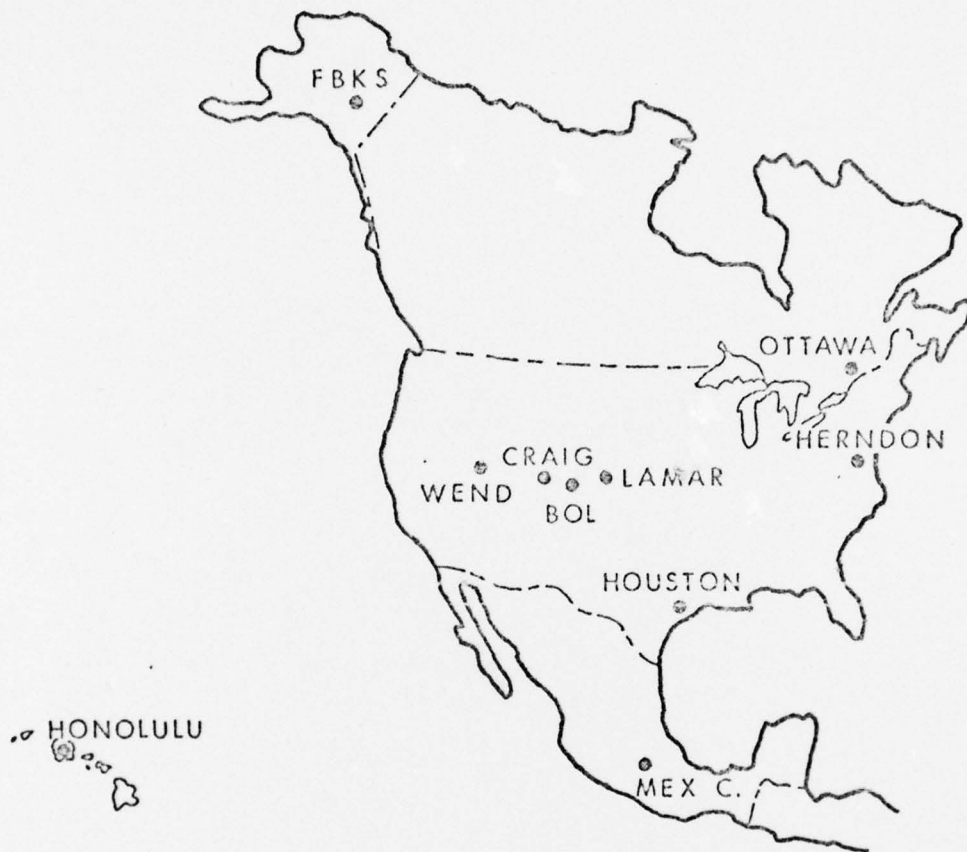 FBKS
OTTAWA
HERNDON
CRAIG
WEND
LAMAR
BOL
HOUSTON
HONOLULU
MEX C.